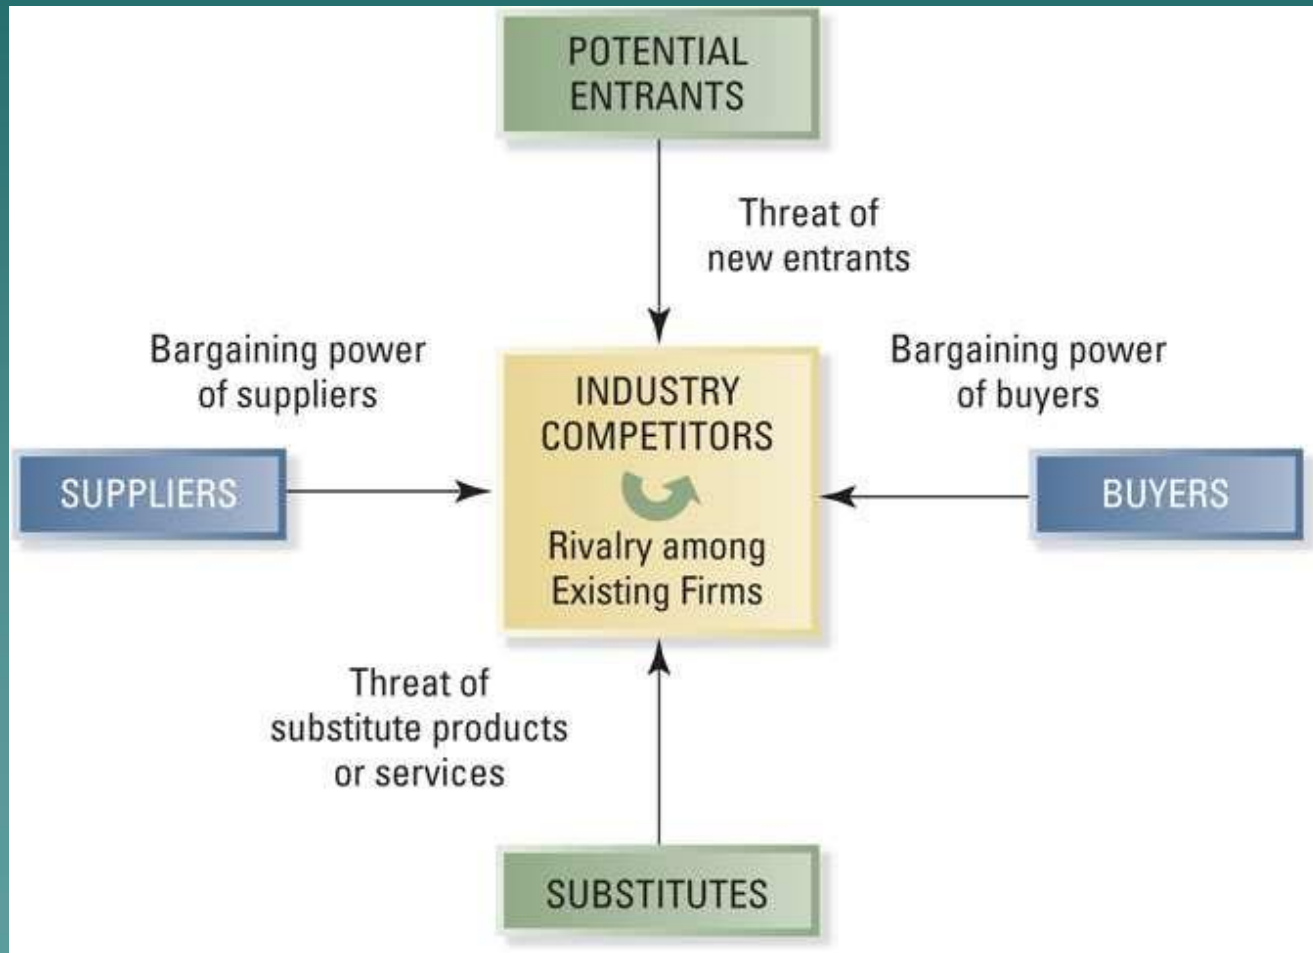 POTENTIAL
ENTRANTS
Threat of
new entrants
Bargaining power
of suppliers
Bargaining power
of buyers
SUPPLIERS
INDUSTRY
COMPETITORS
Rivalry among
Existing Firms
BUYERS
Threat of
substitute products
or services
SUBSTITUTES